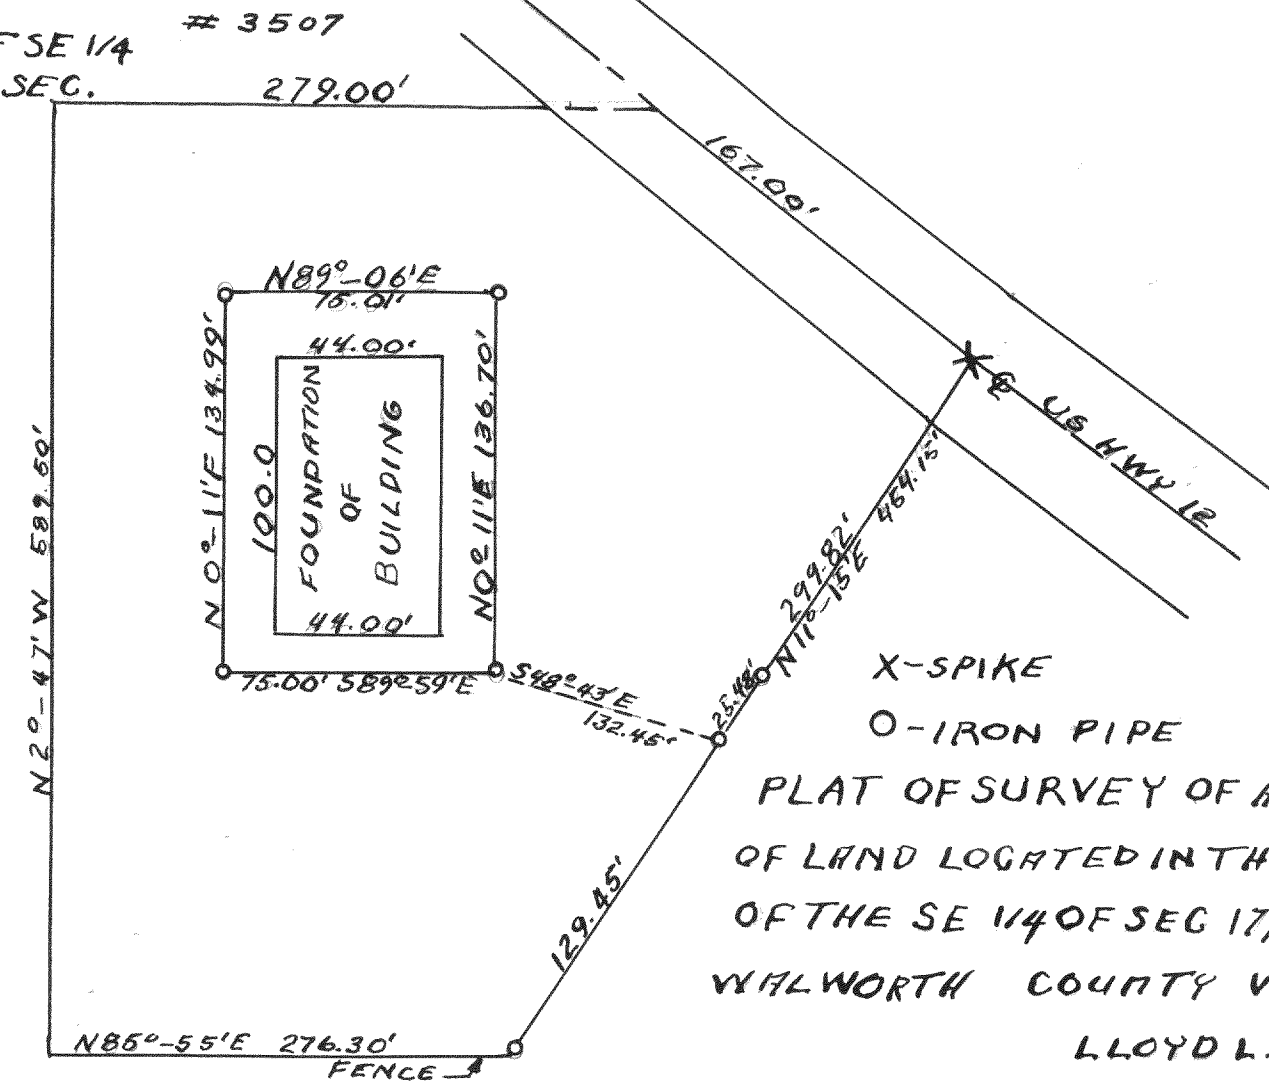 # 3507
F SE 1/4
SEC.
279.00'
167.00'
N89°-06'E
75.01'
44.00'
N 0°-11'E 134.99'
100.0
FOUNDATION
OF
BUILDING
N0° 11'E 136.70'
44.00'
75.00' S89°59'E
N 2°-47' W 589.60'
S48°-43'E
132.45'
25.48'
299.82'
N11°-15'E 454.15'
℄ US HWY 12
X-SPIKE
O-IRON PIPE
PLAT OF SURVEY OF A
OF LAND LOCATED IN TH
OF THE SE 1/4 OF SEC 17,
WALWORTH COUNTY W
LLOYD L.
129.45'
N86°-55'E 276.30'
FENCE